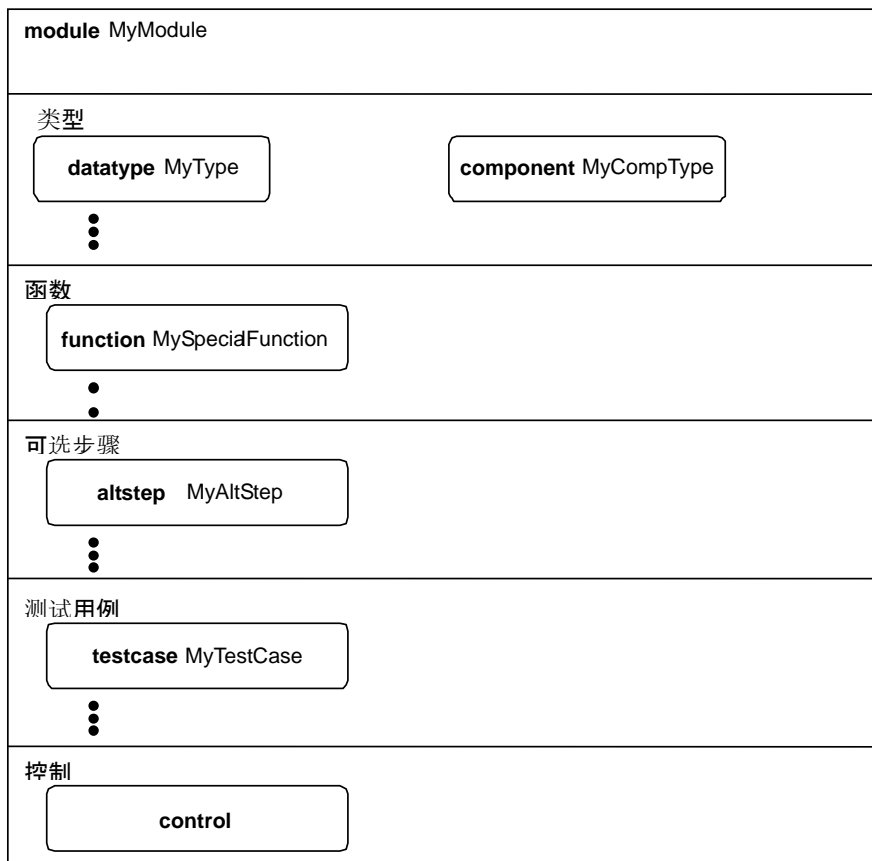 module MyModule
类型
datatype MyType
component MyCompType
函数
function MySpecialFunction
可选步骤
altstep MyAltStep
测试用例
testcase MyTestCase
控制
control